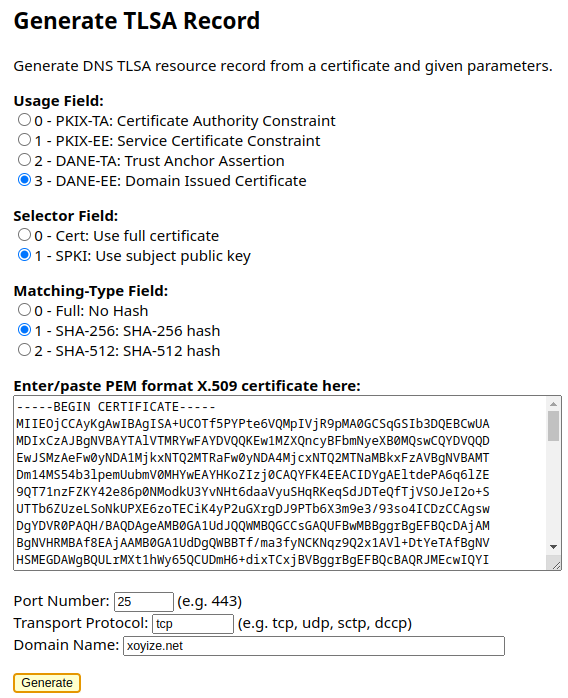 Generate TLSA Record
Generate DNS TLSA resource record from a certificate and given parameters.
Usage Field:
0 - PKIX-TA: Certificate Authority Constraint
1 - PKIX-EE: Service Certificate Constraint
2 - DANE-TA: Trust Anchor Assertion
3 - DANE-EE: Domain Issued Certificate
Selector Field:
0 - Cert: Use full certificate
1 - SPKI: Use subject public key
Matching-Type Field:
0 - Full: No Hash
1 - SHA-256: SHA-256 hash
2 - SHA-512: SHA-512 hash
Enter/paste PEM format X.509 certificate here:
-----BEGIN CERTIFICATE-----
MIIEOjCCAyKgAwIBAgISA+UCOTf5PYPte6VQMpIVjR9pMA0GCSqGSIb3DQEBCwUA
MDIxCzAJBgNVBAYTAlVTMRYwFAYDVQQKEw1MZXQncyBFbmNyeXB0MQswCQYDVQQD
EwJSMzAeFw0yNDA1MjkxNTQ2MTRaFw0yNDA4MjcxNTQ2MTNaMBkxFzAVBgNVBAMT
Dm14MS54b3lpemUubmV0MHYwEAYHKoZIzj0CAQYFK4EEACIDYgAEltdePA6q6lZE
9QT71nzFZKY42e86p0NModkU3YvNHt6daaVyuSHqRKeqSdJDTeQfTjVSOJeI2o+S
UTTb6ZUzeLSoNkUPXE6zoTECiK4yP2uGXrgDJ9PTb6X3m9e3/93so4ICDzCCAgsw
DgYDVR0PAQH/BAQDAgeAMB0GA1UdJQQWMBQGCCsGAQUFBwMBBggrBgEFBQcDAjAM
BgNVHRMBAf8EAjAAMB0GA1UdDgQWBBTf/ma3fyNCKNqz9Q2x1AVl+DtYeTAfBgNV
HSMEGDAWgBQULrMXt1hWy65QCUDmH6+dixTCxjBVBggrBgEFBQcBAQRJMEcwIQYI
Port Number: 25 (e.g. 443)
Transport Protocol: tcp (e.g. tcp, udp, sctp, dccp)
Domain Name: xoyize.net
Generate